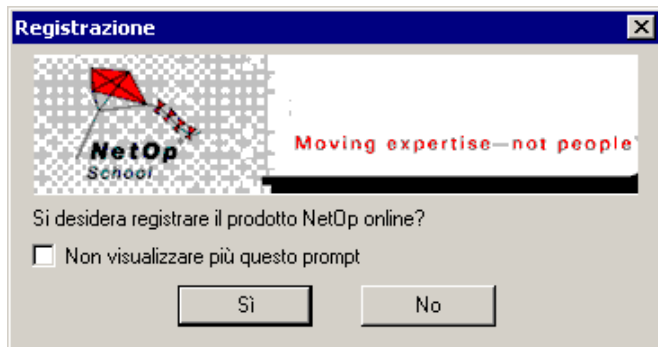 Registrazione
NetOp
School
Moving expertise—not people
Si desidera registrare il prodotto NetOp online?
Non visualizzare più questo prompt
Sì
No